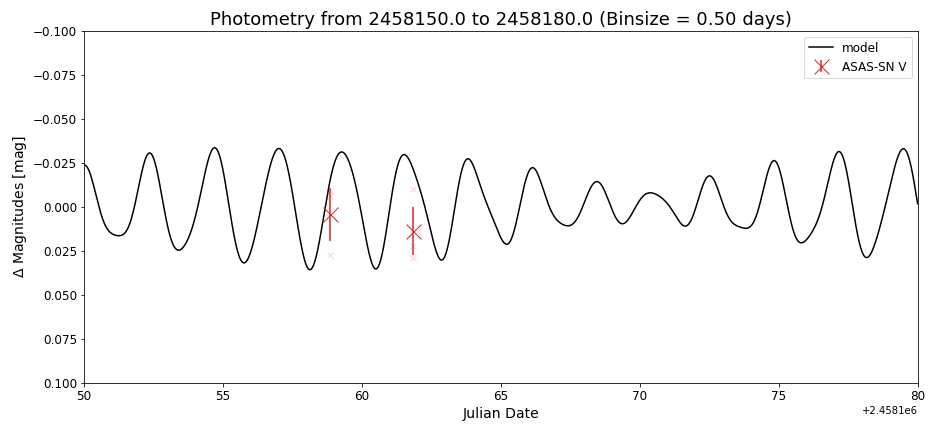 Photometry from 2458150.0 to 2458180.0 (Binsize = 0.50 days)
Δ Magnitudes [mag]
−0.100
−0.075
−0.050
−0.025
0.000
0.025
0.050
0.075
0.100
model
ASAS-SN V
50
55
60
65
70
75
80
+2.4581e6
Julian Date